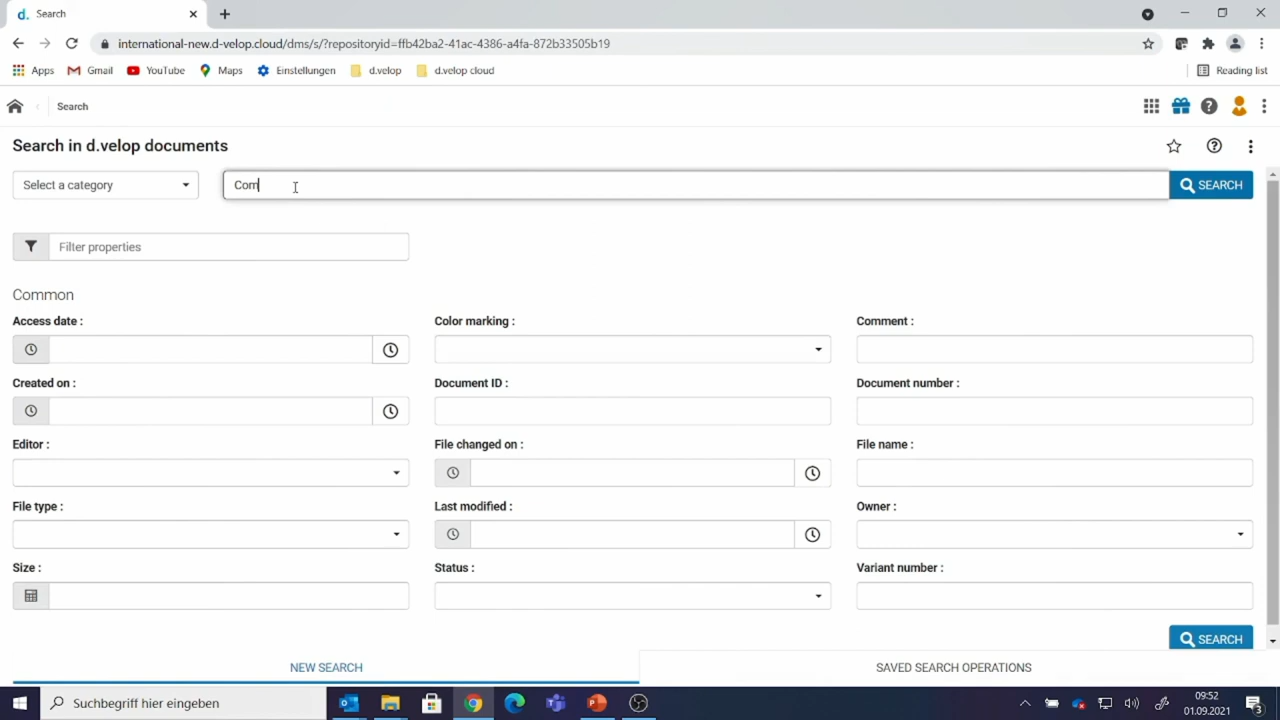 Search
international-new.d-velop.cloud/dms/s/?repositoryid=ffb42ba2-41ac-4386-a4fa-872b33505b19
Apps Gmail YouTube Maps Einstellungen d.velop d.velop cloud Reading list
Search
Search in d.velop documents
Select a category Com SEARCH
Filter properties
Common
Access date : Color marking : Comment :
Created on : Document ID : Document number :
Editor : File changed on : File name :
File type : Last modified : Owner :
Size : Status : Variant number :
SEARCH
NEW SEARCH SAVED SEARCH OPERATIONS
Suchbegriff hier eingeben
09:52
01.09.2021
3